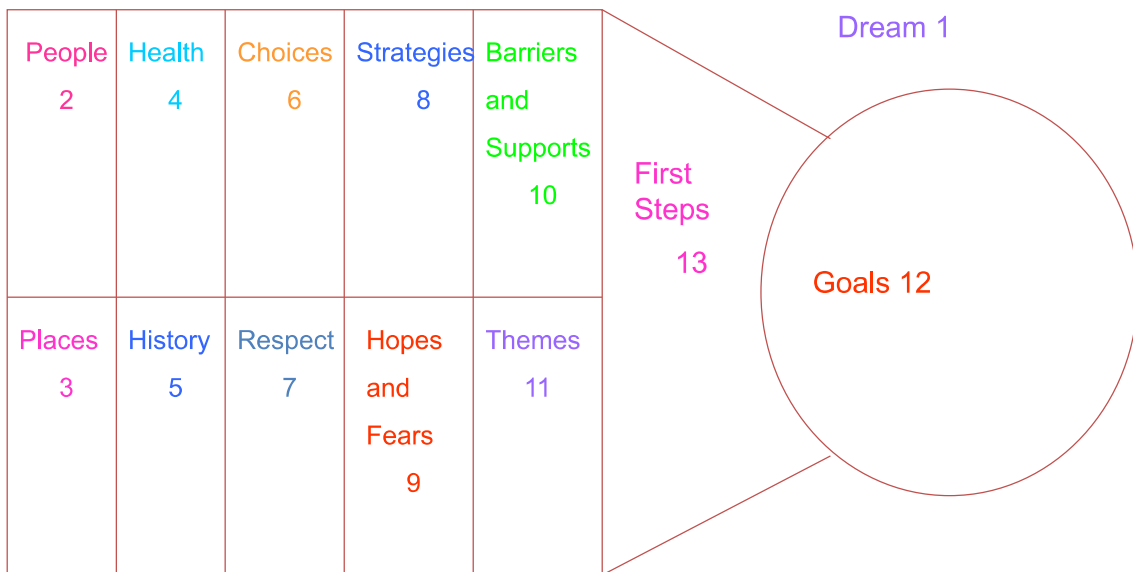 Dream 1
People
2
Health
4
Choices
6
Strategies
8
Barriers
and
Supports
10
First
Steps
13
Goals 12
Places
3
History
5
Respect
7
Hopes
and
Fears
9
Themes
11